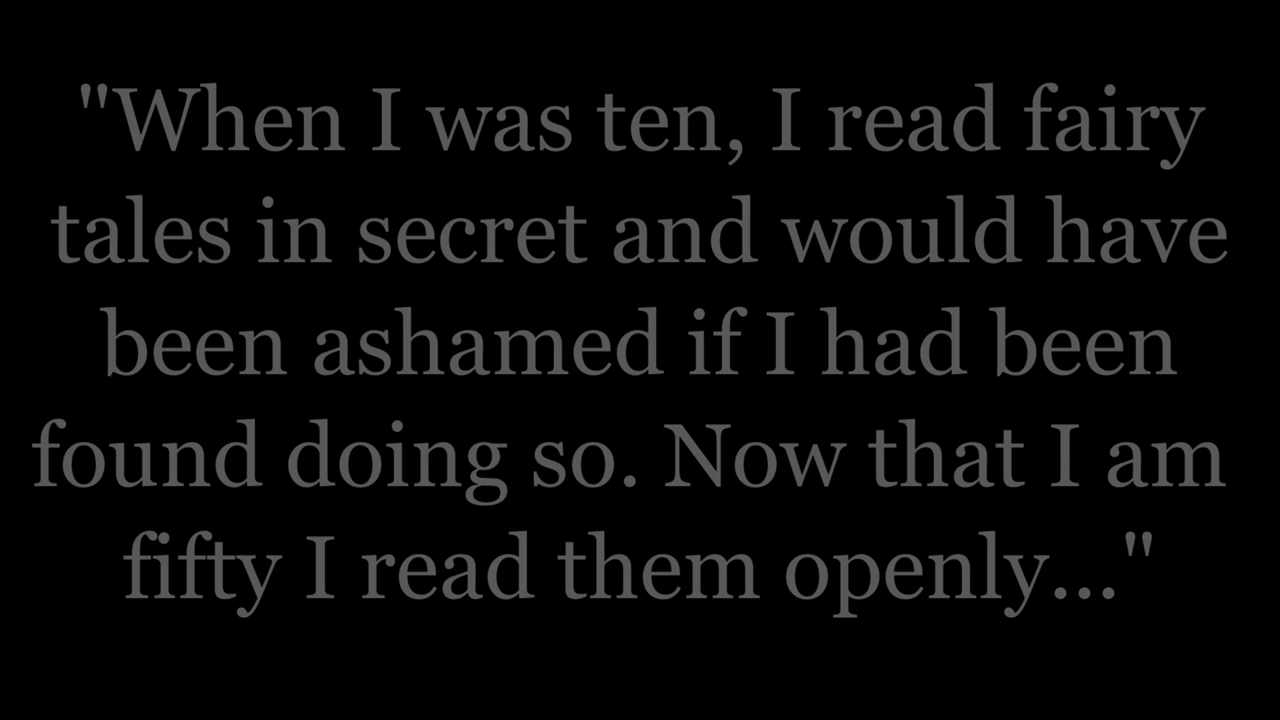 "When I was ten, I read fairy
tales in secret and would have
been ashamed if I had been
found doing so. Now that I am
fifty I read them openly..."